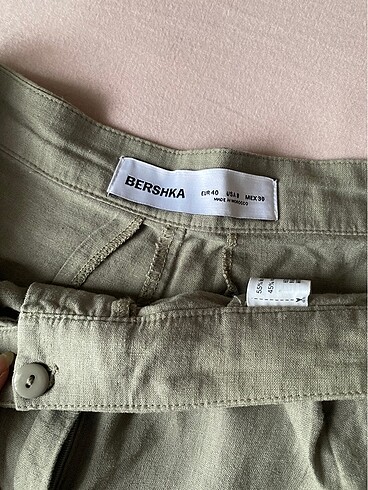 BERSHKA
EUR 40 USA 8 MEX 30
MADE IN MOROCCO
55%
45%